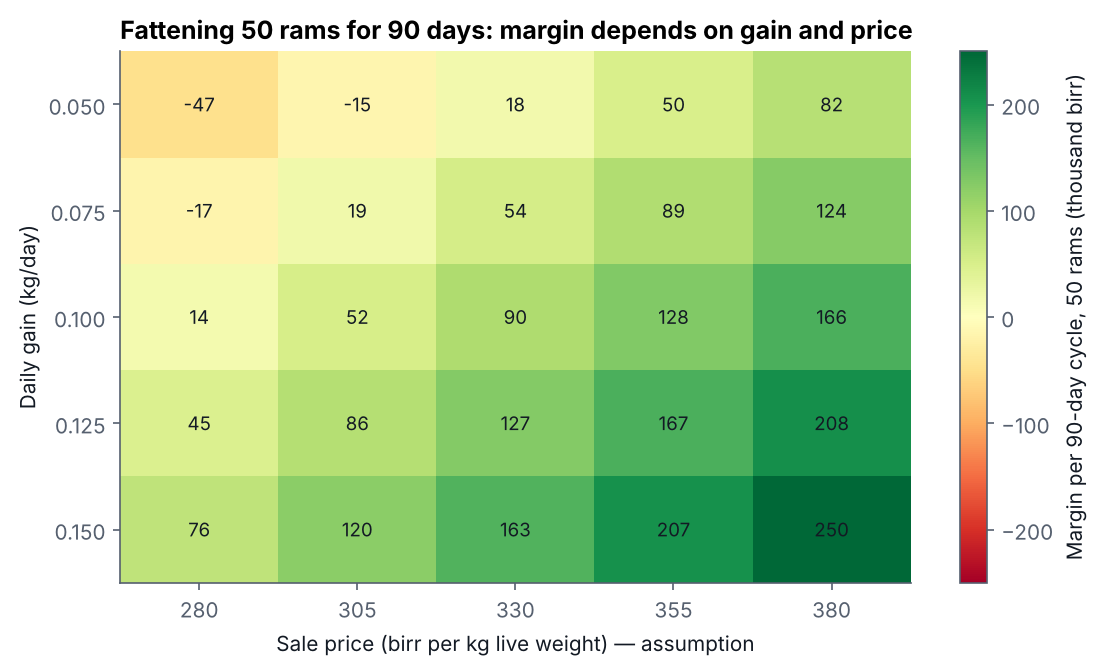 Fattening 50 rams for 90 days: margin depends on gain and price
Daily gain (kg/day)
0.050 -47 -15 18 50 82
0.075 -17 19 54 89 124
0.100 14 52 90 128 166
0.125 45 86 127 167 208
0.150 76 120 163 207 250
280 305 330 355 380
Sale price (birr per kg live weight) — assumption
200
100
0
−100
−200
Margin per 90-day cycle, 50 rams (thousand birr)